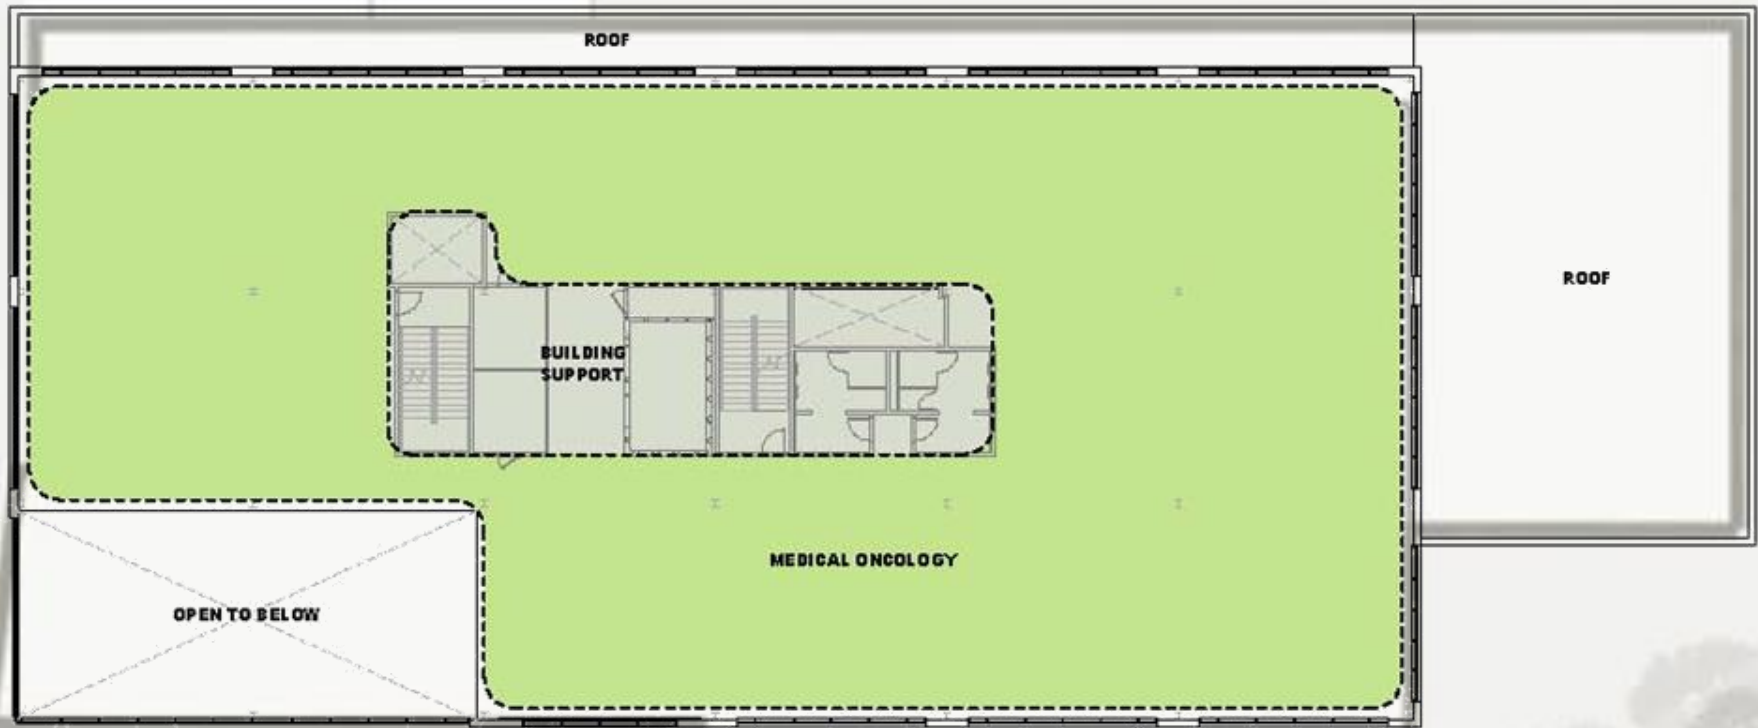 ROOF
ROOF
BUILDING
SUPPORT
MEDICAL ONCOLOGY
OPEN TO BELOW